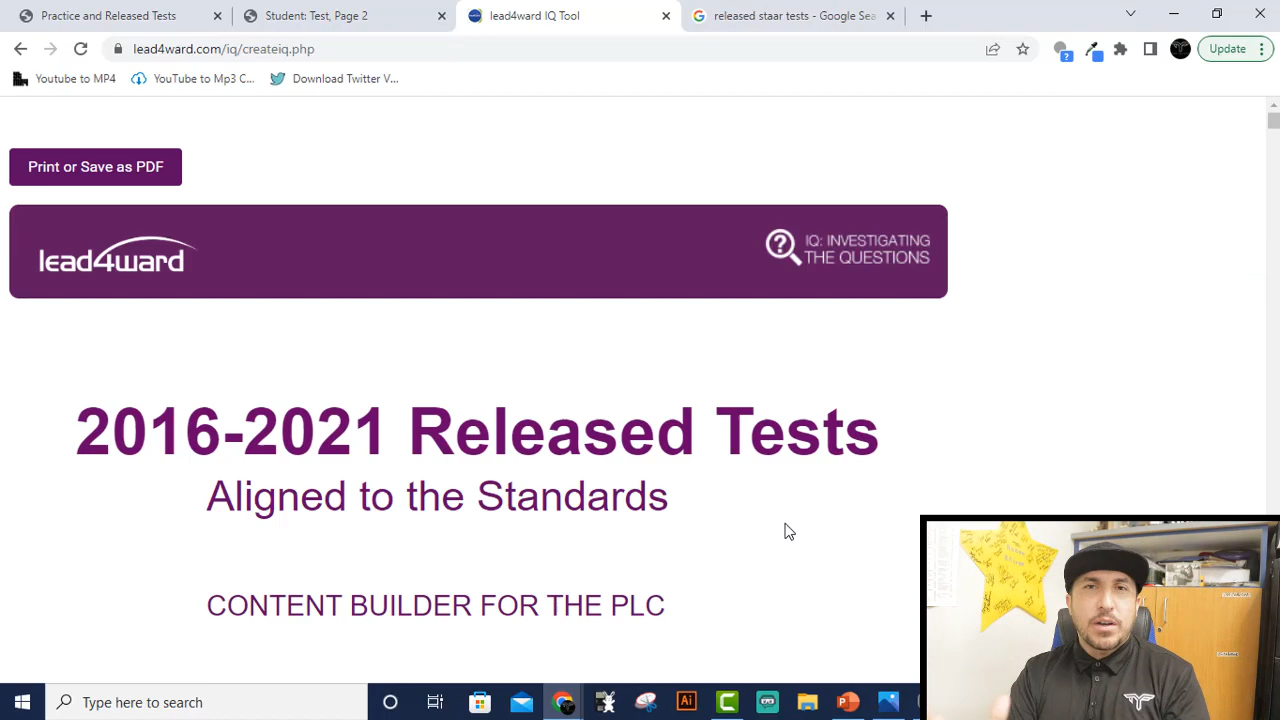 Practice and Released Tests
Student: Test, Page 2
lead4ward IQ Tool
released staar tests - Google Sea
lead4ward.com/iq/createiq.php
Update
Youtube to MP4
YouTube to Mp3 C...
Download Twitter V...
Print or Save as PDF
lead4ward
IQ: INVESTIGATING
THE QUESTIONS
2016-2021 Released Tests
Aligned to the Standards
CONTENT BUILDER FOR THE PLC
Type here to search